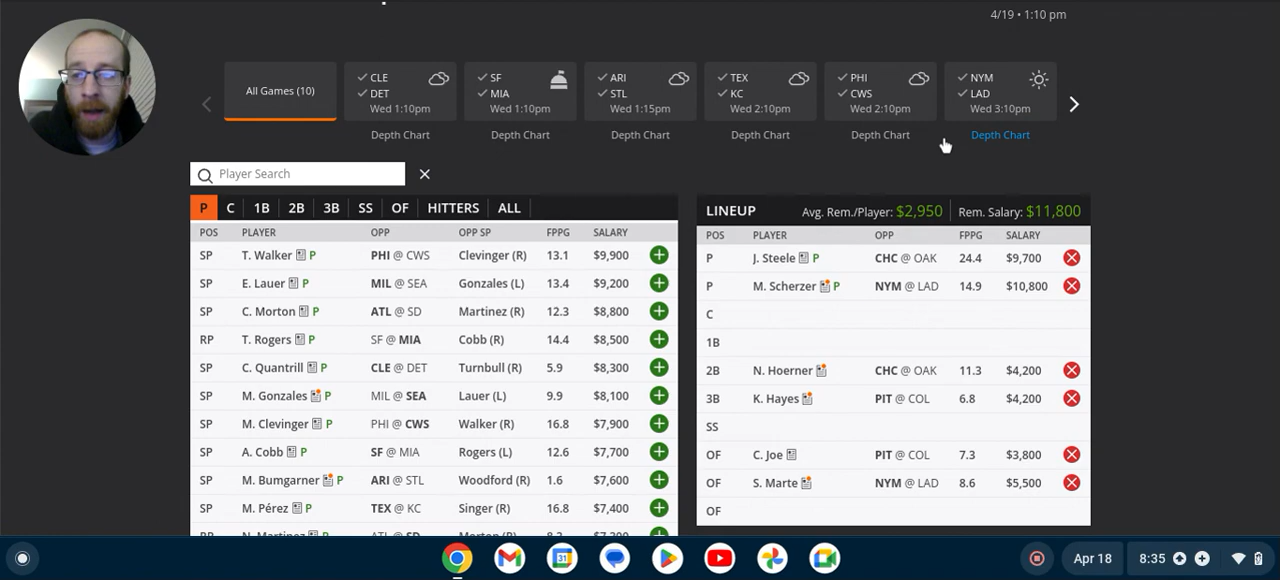 4/19 • 1:10 pm
All Games (10)
CLE
DET
Wed 1:10pm
SF
MIA
Wed 1:10pm
ARI
STL
Wed 1:15pm
TEX
KC
Wed 2:10pm
PHI
CWS
Wed 2:10pm
NYM
LAD
Wed 3:10pm
Depth Chart Depth Chart Depth Chart Depth Chart Depth Chart Depth Chart
Player Search
P C 1B 2B 3B SS OF HITTERS ALL
POS PLAYER OPP OPP SP FPPG SALARY
SP T. Walker P PHI @ CWS Clevinger (R) 13.1 $9,900
SP E. Lauer P MIL @ SEA Gonzales (L) 13.4 $9,200
SP C. Morton P ATL @ SD Martinez (R) 12.3 $8,800
RP T. Rogers P SF @ MIA Cobb (R) 14.4 $8,500
SP C. Quantrill P CLE @ DET Turnbull (R) 5.9 $8,300
SP M. Gonzales P MIL @ SEA Lauer (L) 9.9 $8,100
SP M. Clevinger P PHI @ CWS Walker (R) 16.8 $7,900
SP A. Cobb P SF @ MIA Rogers (L) 12.6 $7,700
SP M. Bumgarner P ARI @ STL Woodford (R) 1.6 $7,600
SP M. Pérez P TEX @ KC Singer (R) 16.8 $7,400
RP N. Martinez P ATL @ SD Morton (R)
LINEUP Avg. Rem./Player: $2,950 Rem. Salary: $11,800
POS PLAYER OPP FPPG SALARY
P J. Steele P CHC @ OAK 24.4 $9,700
P M. Scherzer P NYM @ LAD 14.9 $10,800
C
1B
2B N. Hoerner CHC @ OAK 11.3 $4,200
3B K. Hayes PIT @ COL 6.8 $4,200
SS
OF C. Joe PIT @ COL 7.3 $3,800
OF S. Marte NYM @ LAD 8.6 $5,500
OF
31
Apr 18 8:35